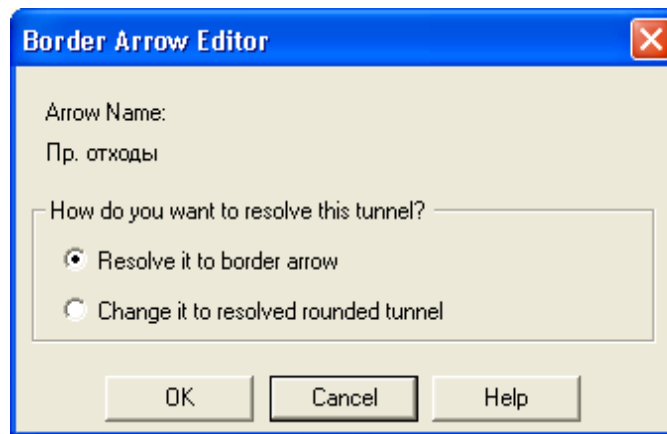 Border Arrow Editor
Arrow Name:
Пр. отходы
How do you want to resolve this tunnel?
Resolve it to border arrow
Change it to resolved rounded tunnel
OK Cancel Help